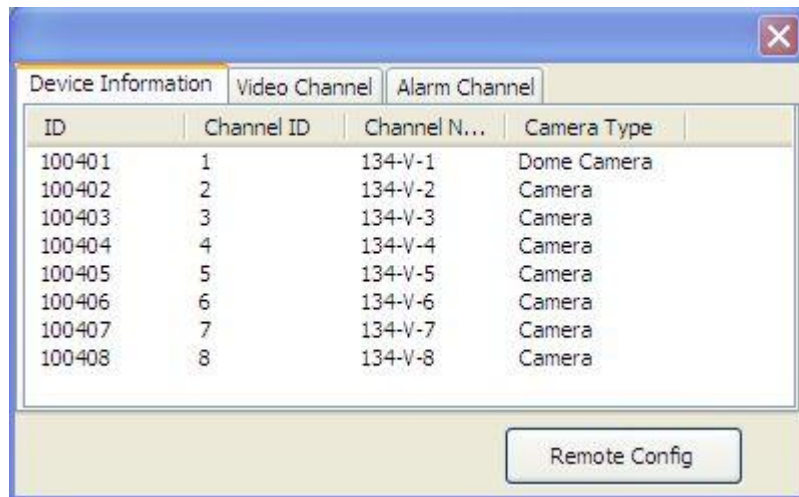 Device Information Video Channel Alarm Channel
ID Channel ID Channel N... Camera Type
100401 1 134-V-1 Dome Camera
100402 2 134-V-2 Camera
100403 3 134-V-3 Camera
100404 4 134-V-4 Camera
100405 5 134-V-5 Camera
100406 6 134-V-6 Camera
100407 7 134-V-7 Camera
100408 8 134-V-8 Camera
Remote Config